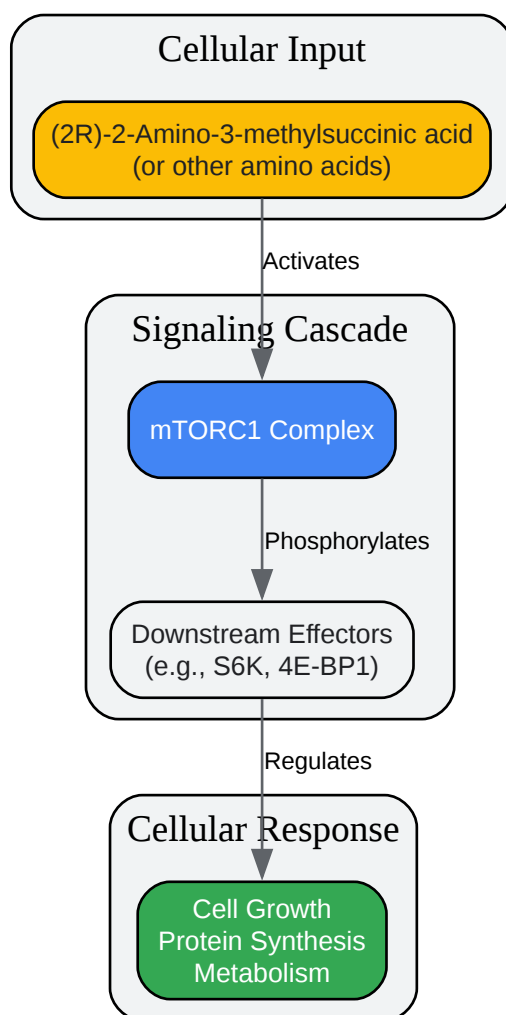 Cellular Input
(2R)-2-Amino-3-methylsuccinic acid
(or other amino acids)
Activates
Signaling Cascade
mTORC1 Complex
Phosphorylates
Downstream Effectors
(e.g., S6K, 4E-BP1)
Regulates
Cellular Response
Cell Growth
Protein Synthesis
Metabolism